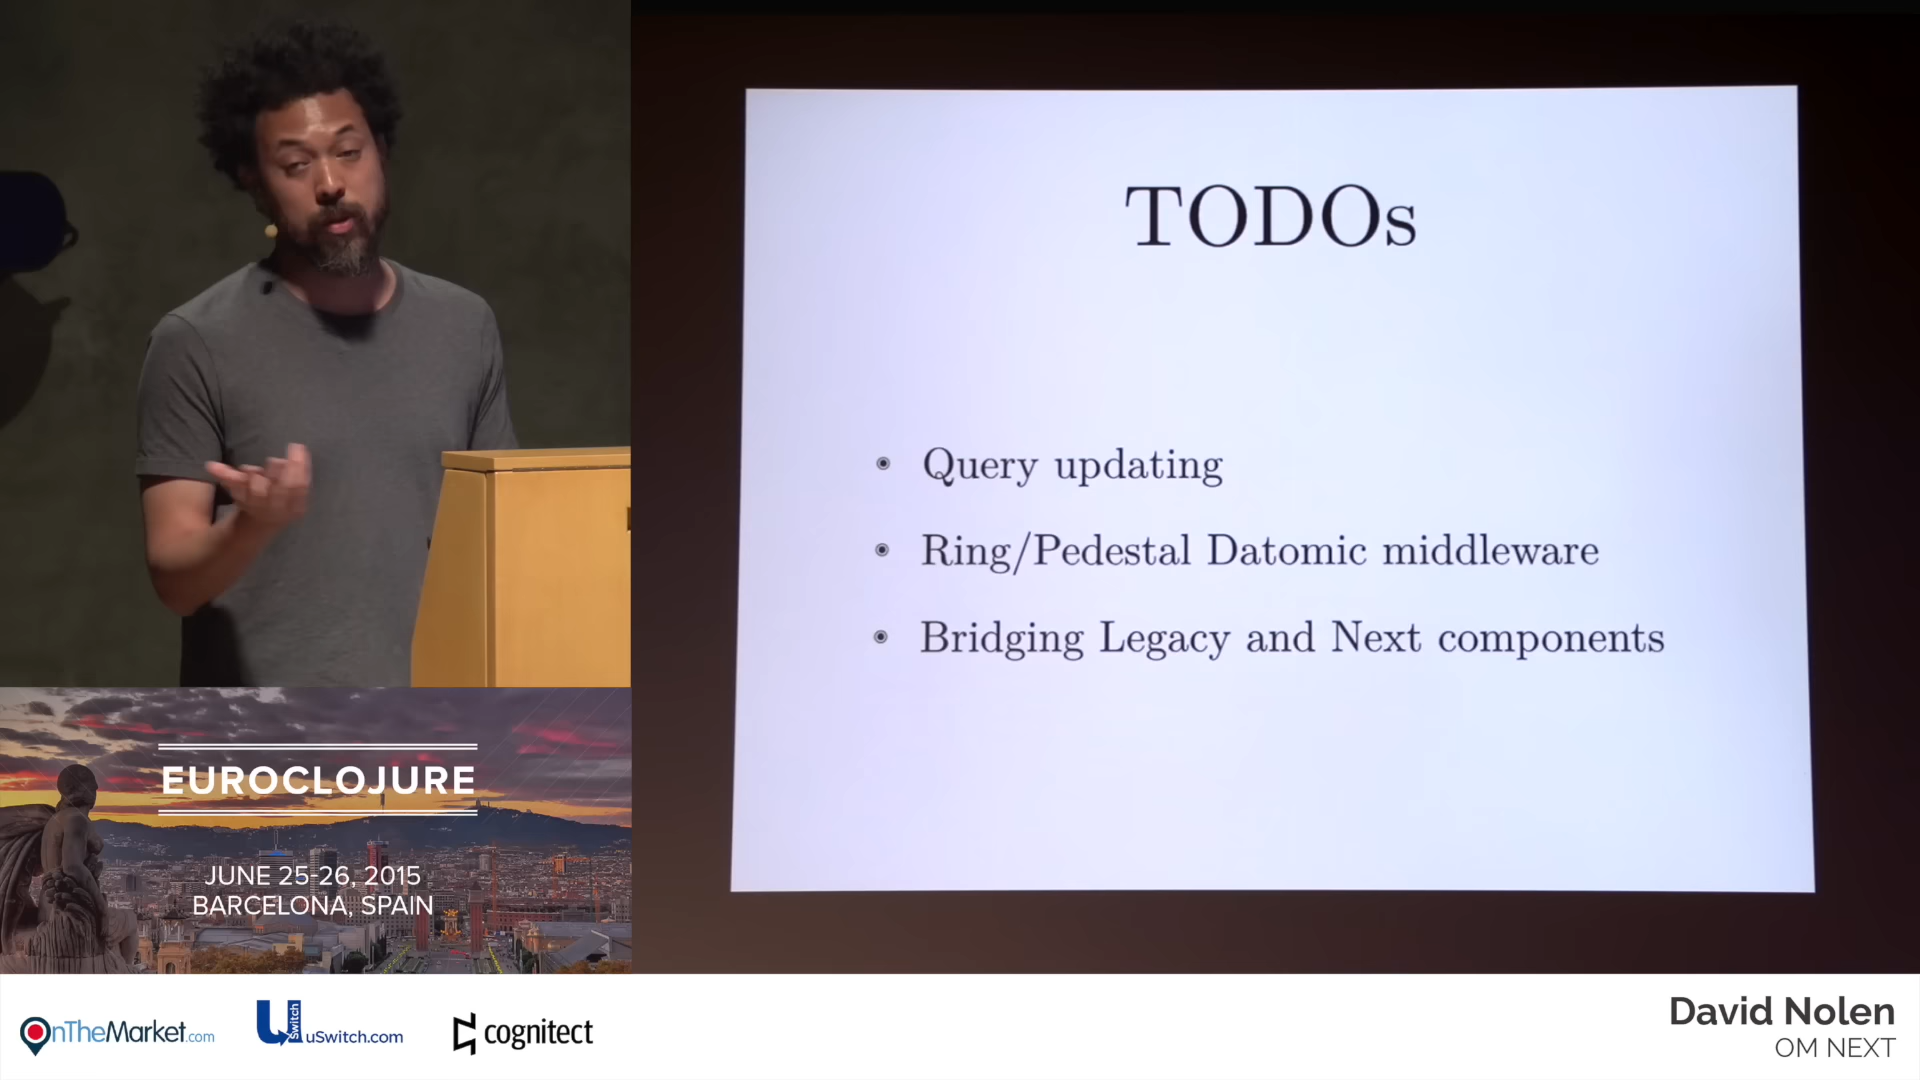 TODOs
Query updating
Ring/Pedestal Datomic middleware
Bridging Legacy and Next components
EUROCLOJURE
JUNE 25-26, 2015
BARCELONA, SPAIN
OnTheMarket.com
uSwitch
uSwitch.com
cognitect
David Nolen
OM NEXT